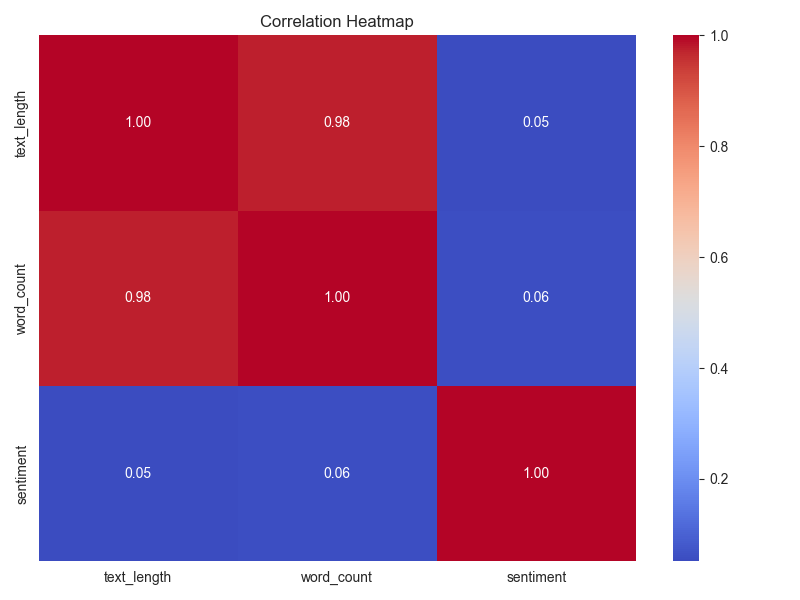 Correlation Heatmap
text_length
1.00
0.98
0.05
word_count
0.98
1.00
0.06
sentiment
0.05
0.06
1.00
text_length
word_count
sentiment
1.0
0.8
0.6
0.4
0.2